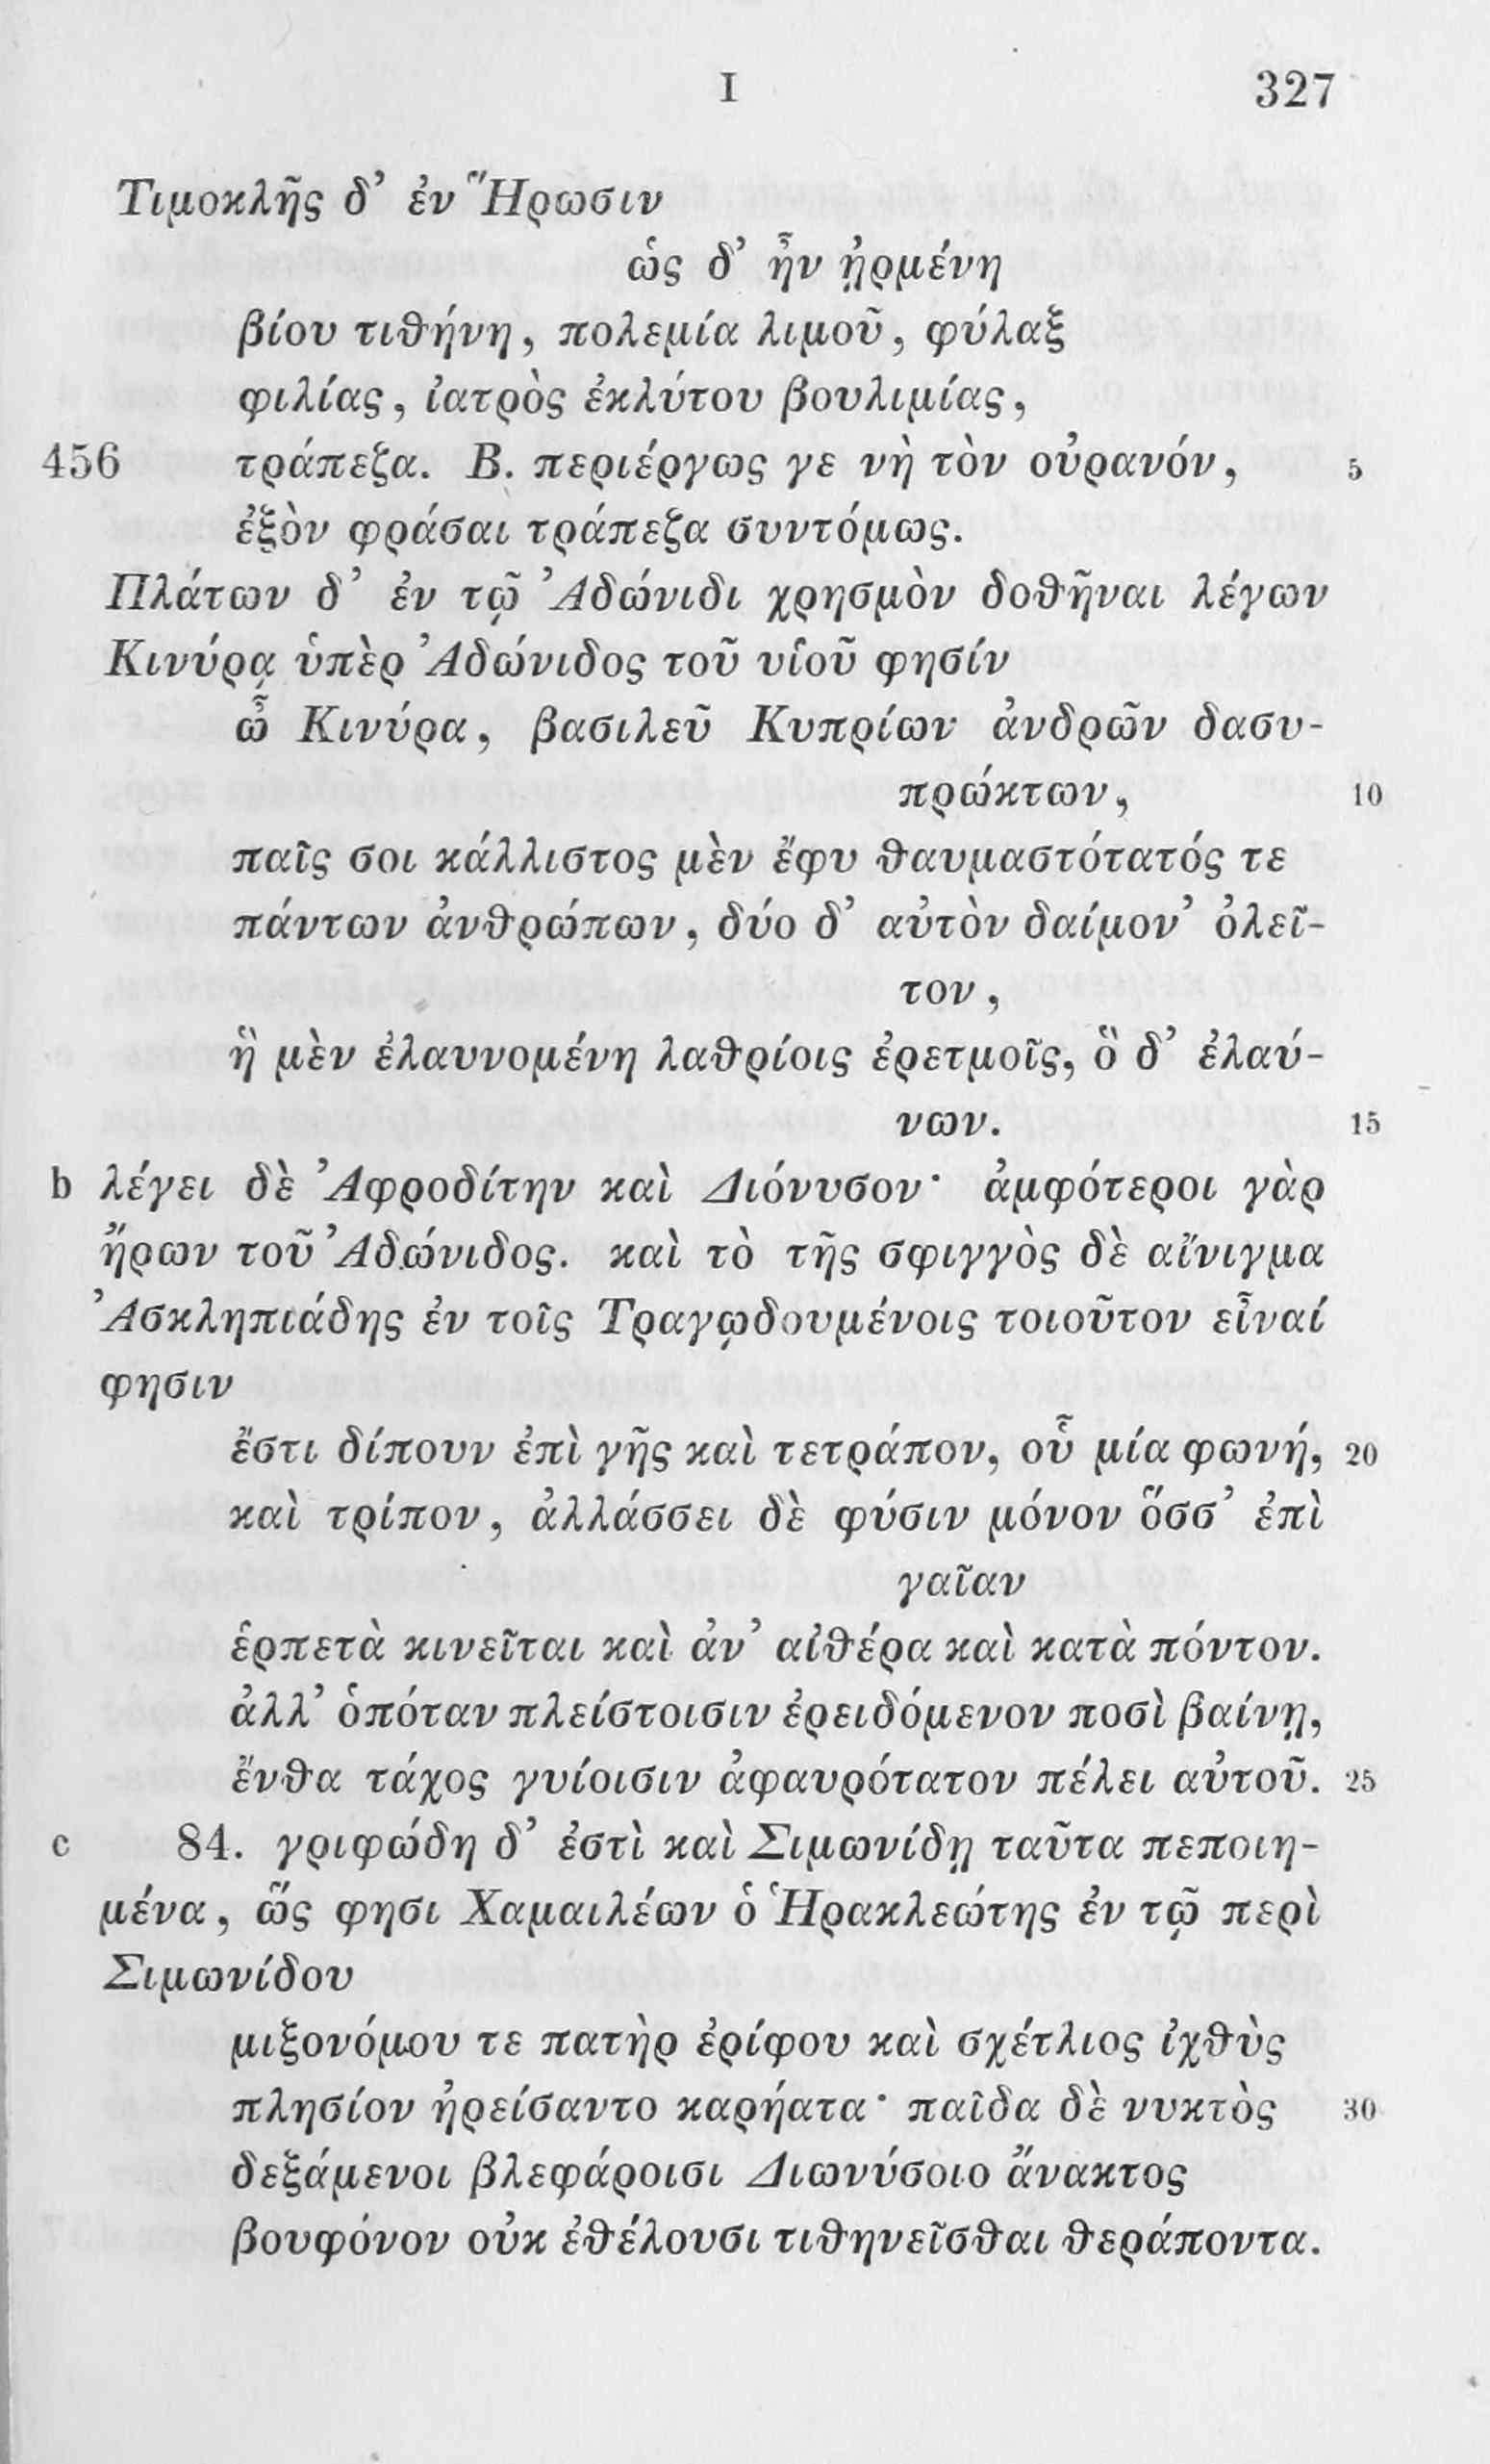 I 327
Τιμοκλῆς δ’ ἐν Ἥρωσιν
ὡς δ’ ἦν ᾐρμένη
βίου τιθήνη, πολεμία λιμοῦ, φύλαξ
φιλίας, ἰατρὸς ἐκλύτου βουλιμίας,
456 τράπεζα. Β. περιέργως γε νὴ τὸν οὐρανόν, 5
ἐξὸν φράσαι τράπεζα συντόμως.
Πλάτων δ’ ἐν τῷ Ἀδώνιδι χρησμὸν δοθῆναι λέγων
Κινύρᾳ ὑπὲρ Ἀδώνιδος τοῦ υἱοῦ φησίν
ὦ Κινύρα, βασιλεῦ Κυπρίων ἀνδρῶν δασυ-
πρώκτων, 10
παῖς σοι κάλλιστος μὲν ἔφυ θαυμαστότατός τε
πάντων ἀνθρώπων, δύο δ’ αὐτὸν δαίμον’ ὀλεῖ-
τον,
ἣ μὲν ἐλαυνομένη λαθρίοις ἐρετμοῖς, ὃ δ’ ἐλαύ-
νων. 15
b λέγει δὲ Ἀφροδίτην καὶ Διόνυσον· ἀμφότεροι γὰρ
ἤρων τοῦ Ἀδώνιδος. καὶ τὸ τῆς σφιγγὸς δὲ αἴνιγμα
Ἀσκληπιάδης ἐν τοῖς Τραγῳδουμένοις τοιοῦτον εἶναί
φησιν
ἔστι δίπουν ἐπὶ γῆς καὶ τετράπον, οὗ μία φωνή, 20
καὶ τρίπον, ἀλλάσσει δὲ φύσιν μόνον ὅσσ’ ἐπὶ
γαῖαν
ἑρπετὰ κινεῖται καὶ ἀν’ αἰθέρα καὶ κατὰ πόντον.
ἀλλ’ ὁπόταν πλείστοισιν ἐρειδόμενον ποσὶ βαίνῃ,
ἔνθα τάχος γυίοισιν ἀφαυρότατον πέλει αὐτοῦ. 25
c 84. γριφώδη δ’ ἐστὶ καὶ Σιμωνίδῃ ταῦτα πεποιη-
μένα, ὥς φησι Χαμαιλέων ὁ Ἡρακλεώτης ἐν τῷ περὶ
Σιμωνίδου
μιξονόμου τε πατὴρ ἐρίφου καὶ σχέτλιος ἰχθὺς
πλησίον ἠρείσαντο καρήατα· παῖδα δὲ νυκτὸς 30
δεξάμενοι βλεφάροισι Διωνύσοιο ἄνακτος
βουφόνον οὐκ ἐθέλουσι τιθηνεῖσθαι θεράποντα.